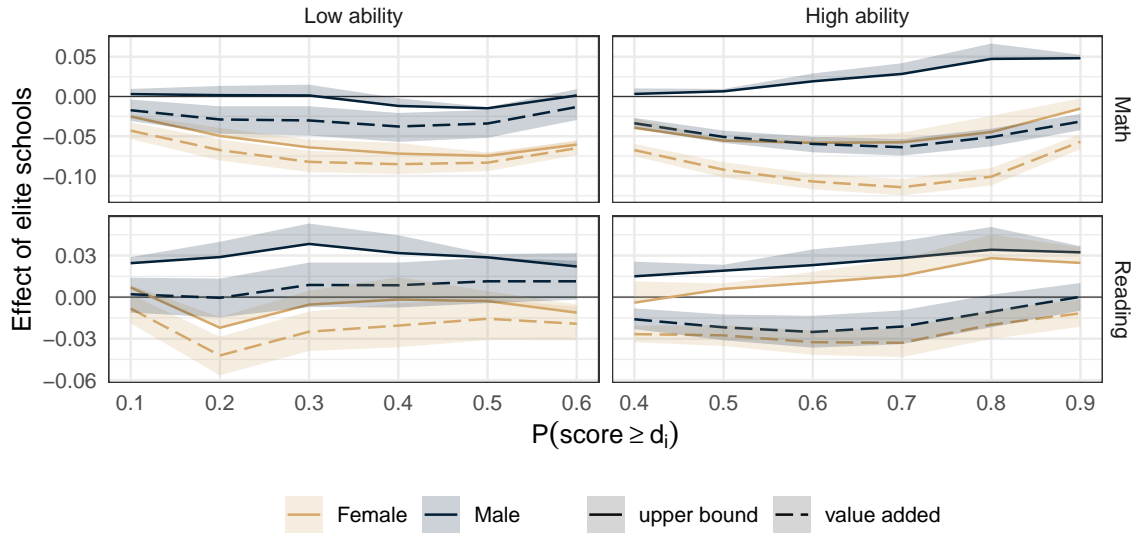 Low ability
High ability
0.05
0.00
−0.05
−0.10
Math
0.03
0.00
−0.03
−0.06
Reading
Effect of elite schools
0.1 0.2 0.3 0.4 0.5 0.6
0.4 0.5 0.6 0.7 0.8 0.9
P(score ≥ dᵢ)
Female Male upper bound value added